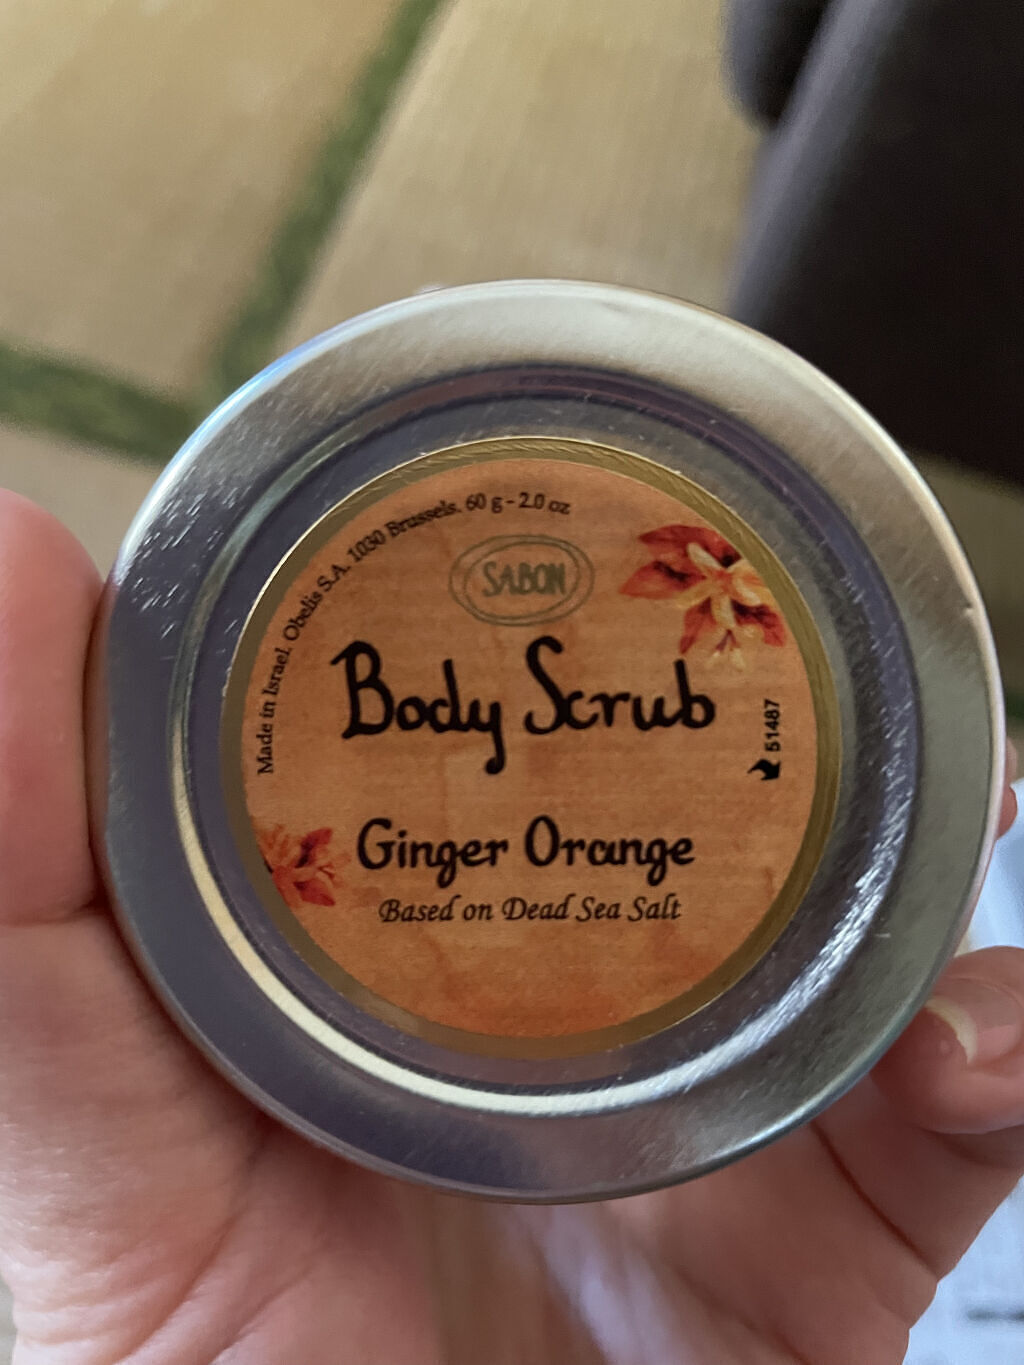 Made in Israel. Obelis S.A. 1030 Brussels. 60 g - 2.0 oz
SABON
Body Scrub
51487
Ginger Orange
Based on Dead Sea Salt